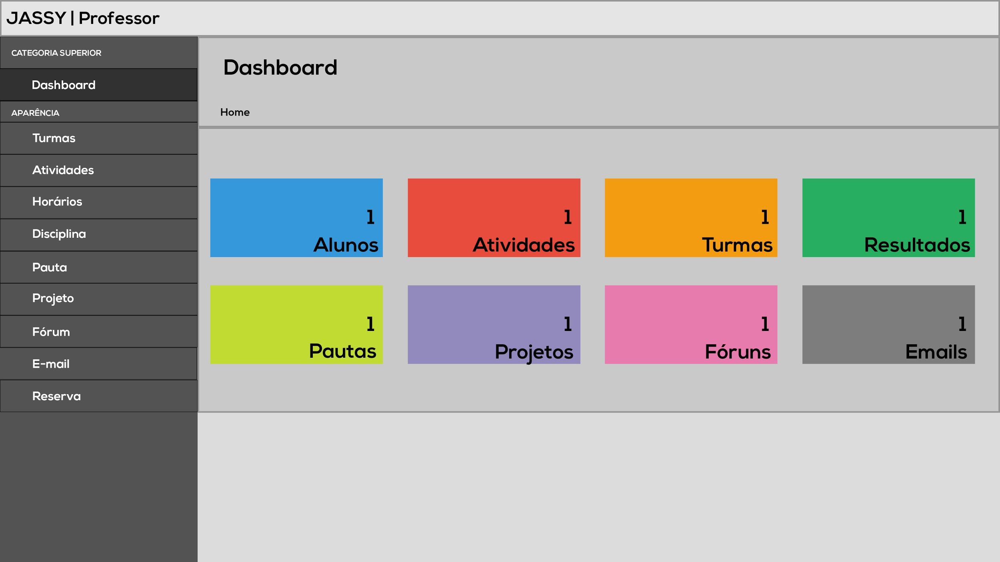 JASSY | Professor
CATEGORIA SUPERIOR
Dashboard
APARÊNCIA
Turmas
Atividades
Horários
Disciplina
Pauta
Projeto
Fórum
E-mail
Reserva
Dashboard
Home
1
Alunos
1
Atividades
1
Turmas
1
Resultados
1
Pautas
1
Projetos
1
Fóruns
1
Emails